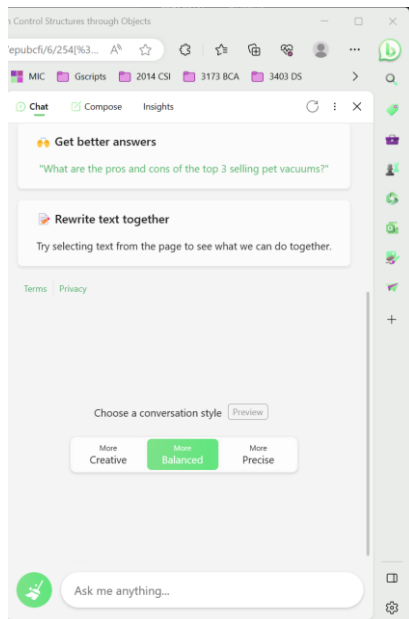 n Control Structures through Objects
/epubcfi/6/254[%3...
MIC Gscripts 2014 CSI 3173 BCA 3403 DS
Chat Compose Insights
Get better answers
"What are the pros and cons of the top 3 selling pet vacuums?"
Rewrite text together
Try selecting text from the page to see what we can do together.
Terms Privacy
Choose a conversation style Preview
More More More
Creative Balanced Precise
Ask me anything...